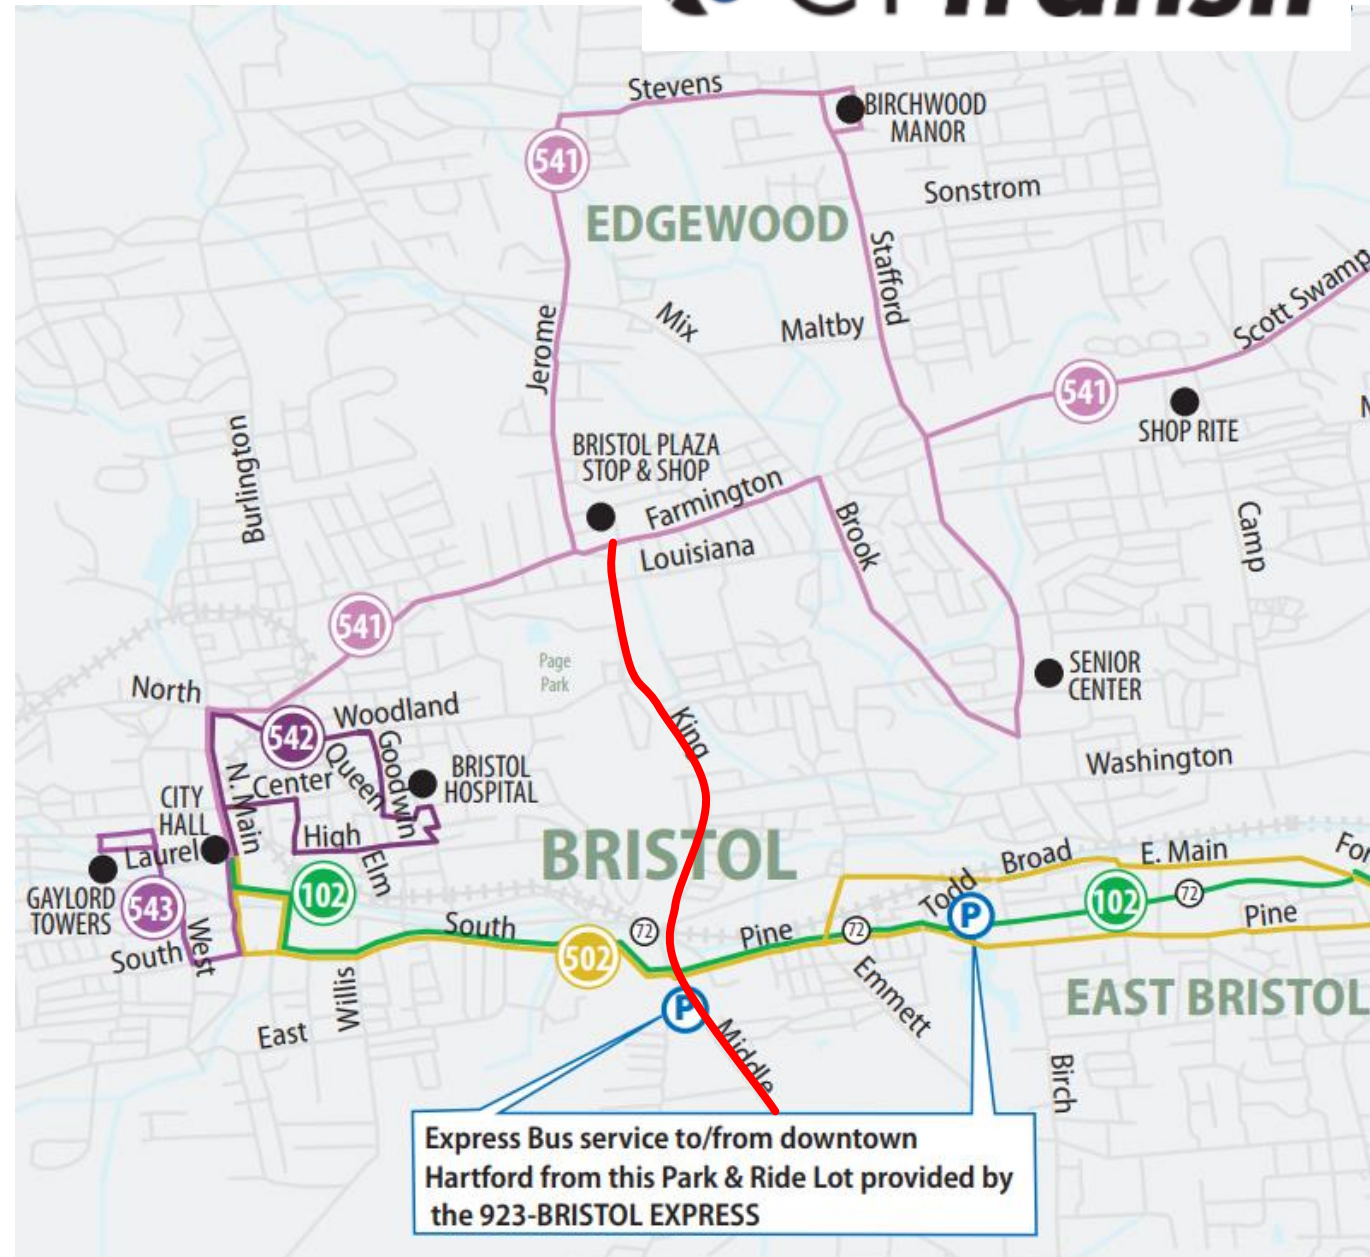 CTtransit
Stevens
BIRCHWOOD
MANOR
541
Sonstrom
EDGEWOOD
Stafford
Scott Swamp
Mix
Maltby
Jerome
541
SHOP RITE
Burlington
BRISTOL PLAZA
STOP & SHOP
Farmington
Brook
Camp
Louisiana
541
Page
Park
SENIOR
CENTER
North
Woodland
King
542
Goodwin
Queen
BRISTOL
HOSPITAL
Washington
Center
N. Main
CITY
HALL
High
Elm
BRISTOL
Laurel
Broad
E. Main
GAYLORD
TOWERS
543
102
Todd
P
102
72
Pine
South
72
Pine
72
South
West
502
Emmett
Willis
East
P
Middle
EAST BRISTOL
Birch
Express Bus service to/from downtown
Hartford from this Park & Ride Lot provided by
the 923-BRISTOL EXPRESS